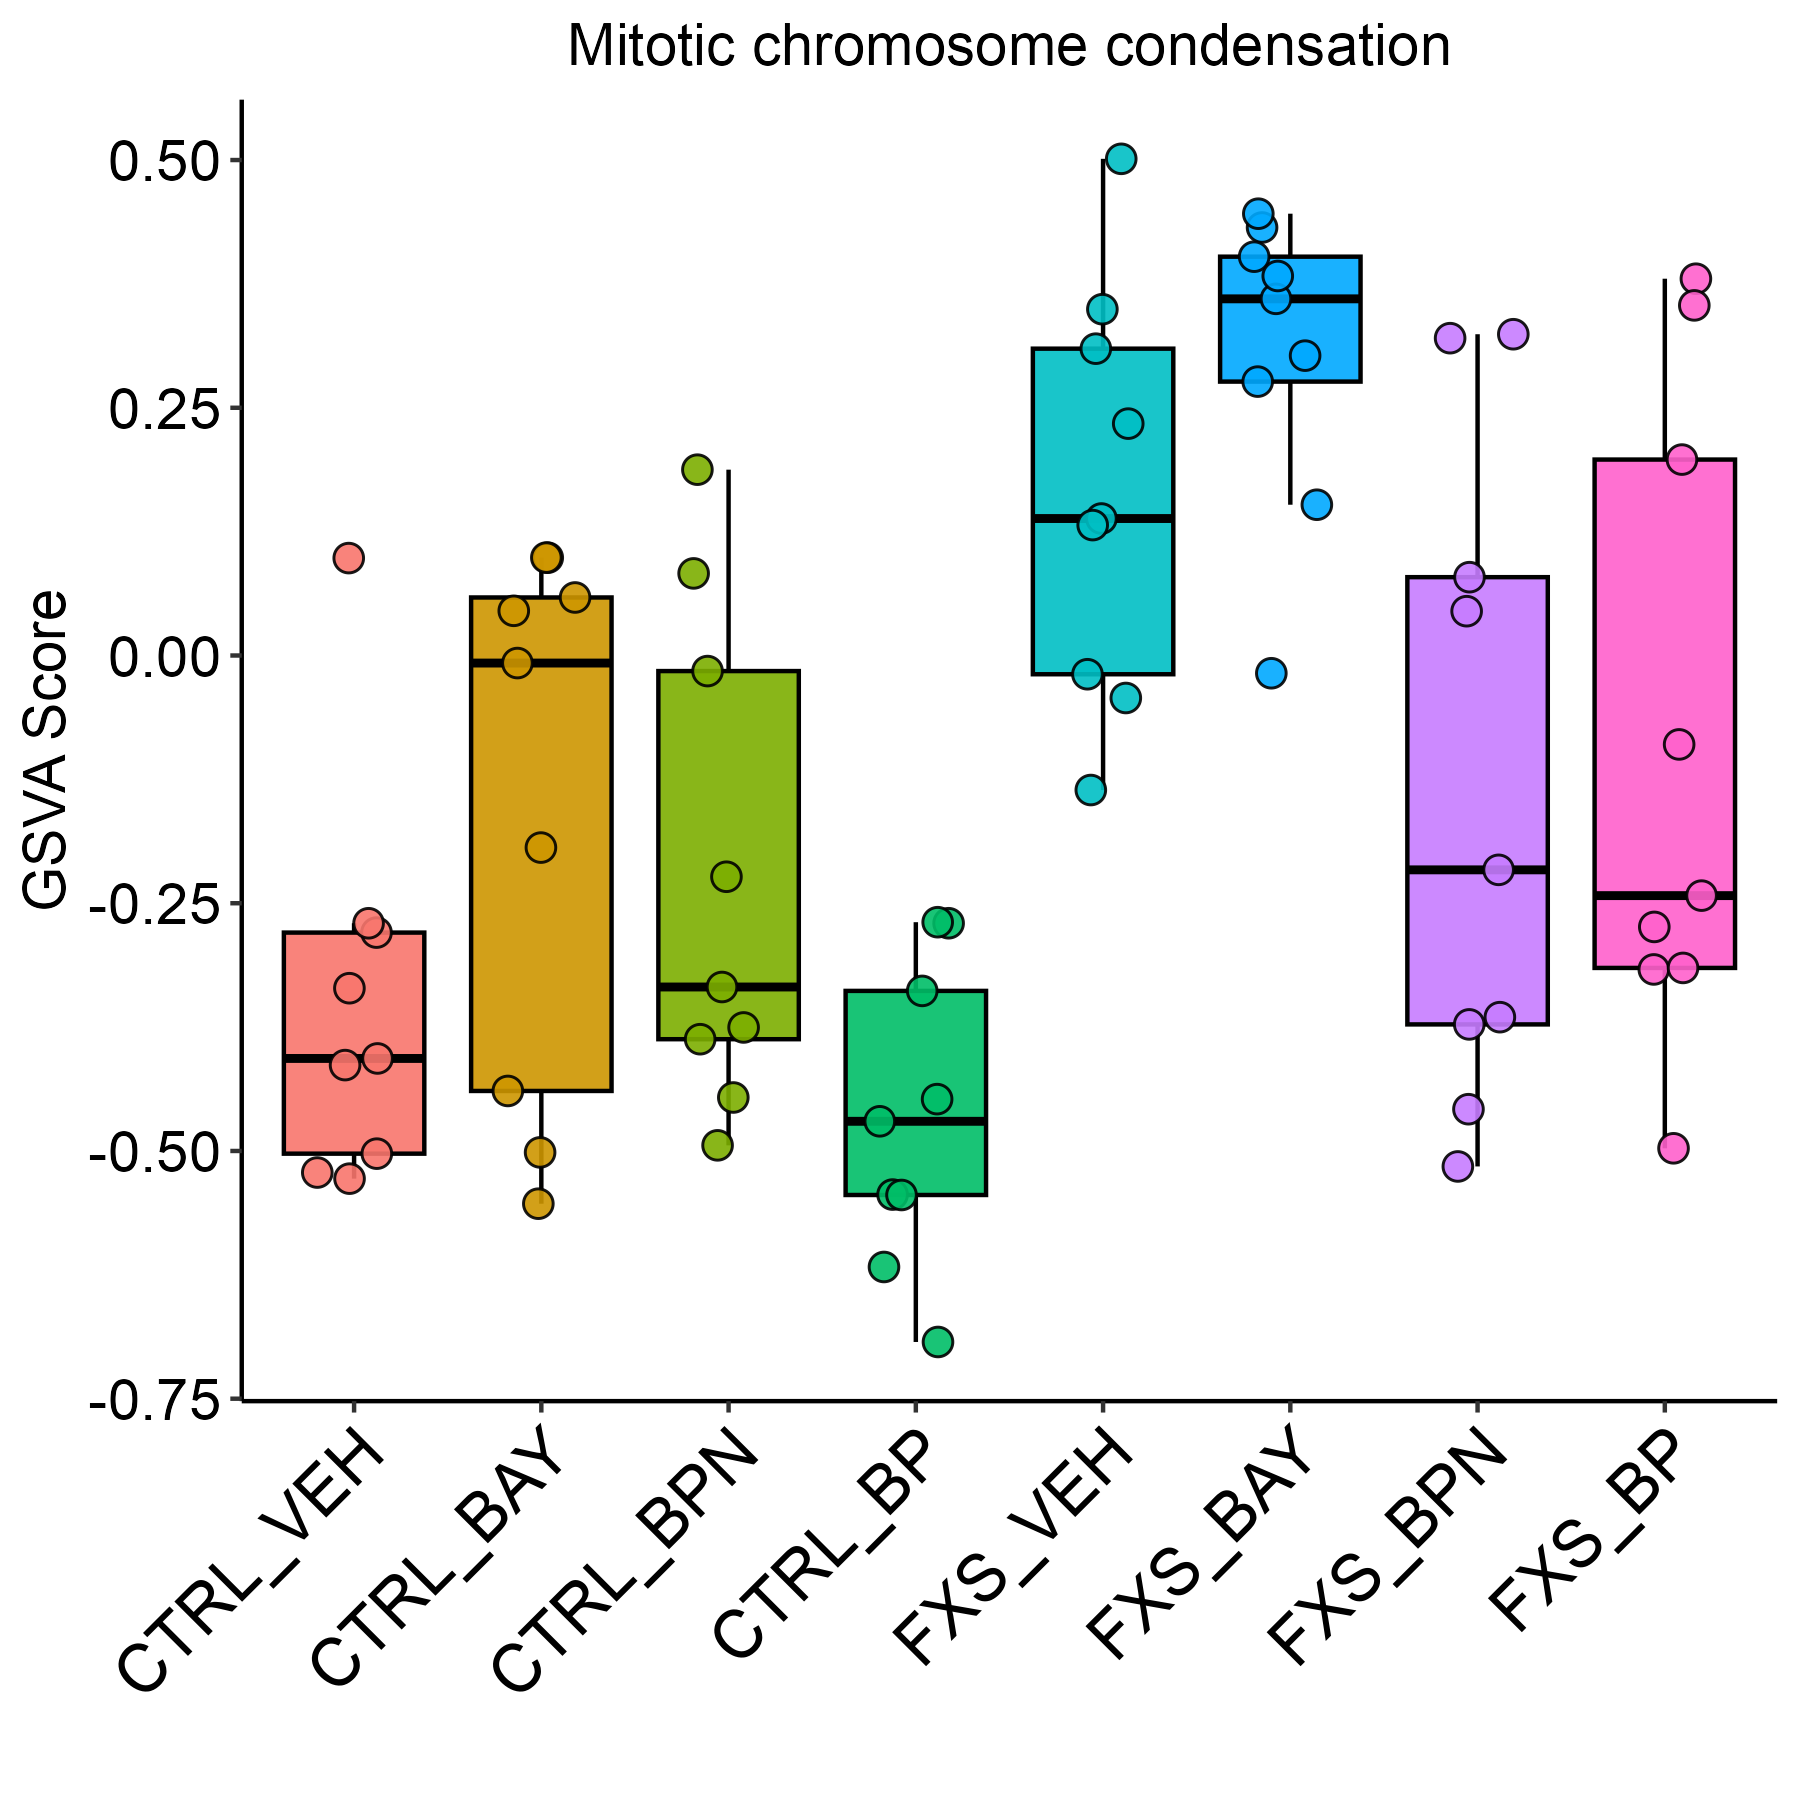 Mitotic chromosome condensation
GSVA Score
0.50
0.25
0.00
-0.25
-0.50
-0.75
CTRL_VEH
CTRL_BAY
CTRL_BPN
CTRL_BP
FXS_VEH
FXS_BAY
FXS_BPN
FXS_BP